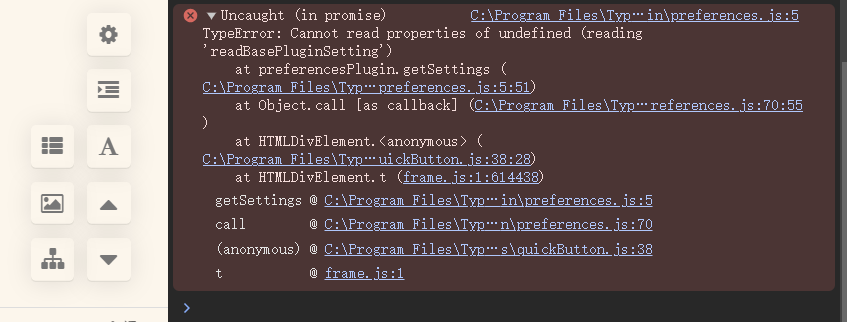 Uncaught (in promise) C:\Program Files\Typ…in\preferences.js:5
TypeError: Cannot read properties of undefined (reading
'readBasePluginSetting')
at preferencesPlugin.getSettings (
C:\Program Files\Typ…preferences.js:5:51)
at Object.call [as callback] (C:\Program Files\Typ…references.js:70:55
)
at HTMLDivElement.<anonymous> (
C:\Program Files\Typ…uickButton.js:38:28)
at HTMLDivElement.t (frame.js:1:614438)
getSettings @ C:\Program Files\Typ…in\preferences.js:5
call @ C:\Program Files\Typ…n\preferences.js:70
(anonymous) @ C:\Program Files\Typ…s\quickButton.js:38
t @ frame.js:1
A